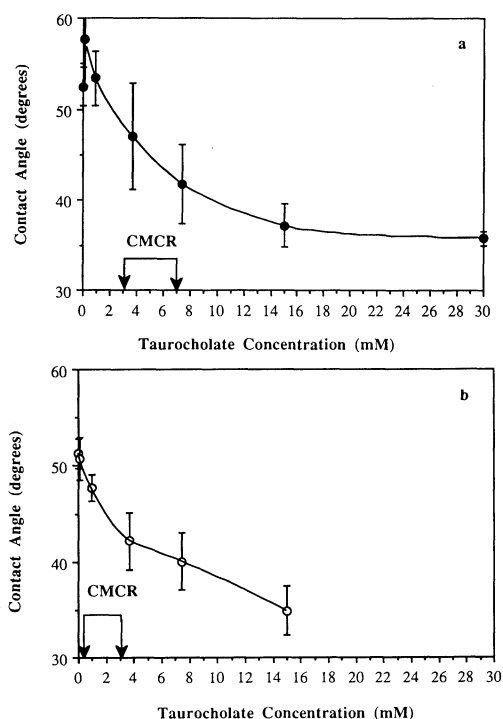 60
a
50
40
30
Contact Angle (degrees)
CMCR
0 2 4 6 8 10 12 14 16 18 20 22 24 26 28 30
Taurocholate Concentration (mM)
60
b
50
40
30
Contact Angle (degrees)
CMCR
0 2 4 6 8 10 12 14 16 18 20 22 24 26 28 30
Taurocholate Concentration (mM)